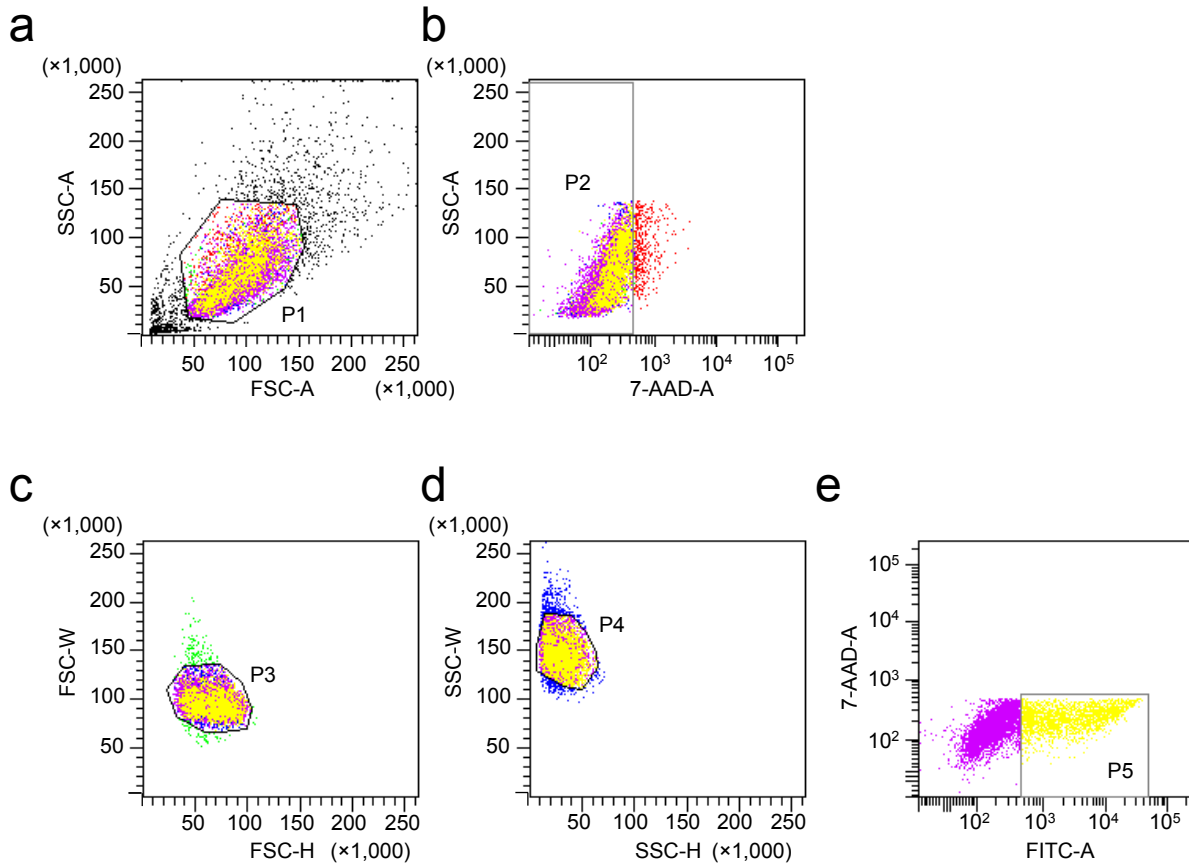 a
(×1,000)
250
200
150
100
50
SSC-A
P1
50 100 150 200 250
FSC-A (×1,000)
b
(×1,000)
250
200
150
100
50
SSC-A
P2
10² 10³ 10⁴ 10⁵
7-AAD-A
c
(×1,000)
250
200
150
100
50
FSC-W
P3
50 100 150 200 250
FSC-H (×1,000)
d
(×1,000)
250
200
150
100
50
SSC-W
P4
50 100 150 200 250
SSC-H (×1,000)
e
10⁵
10⁴
10³
10²
7-AAD-A
P5
10² 10³ 10⁴ 10⁵
FITC-A